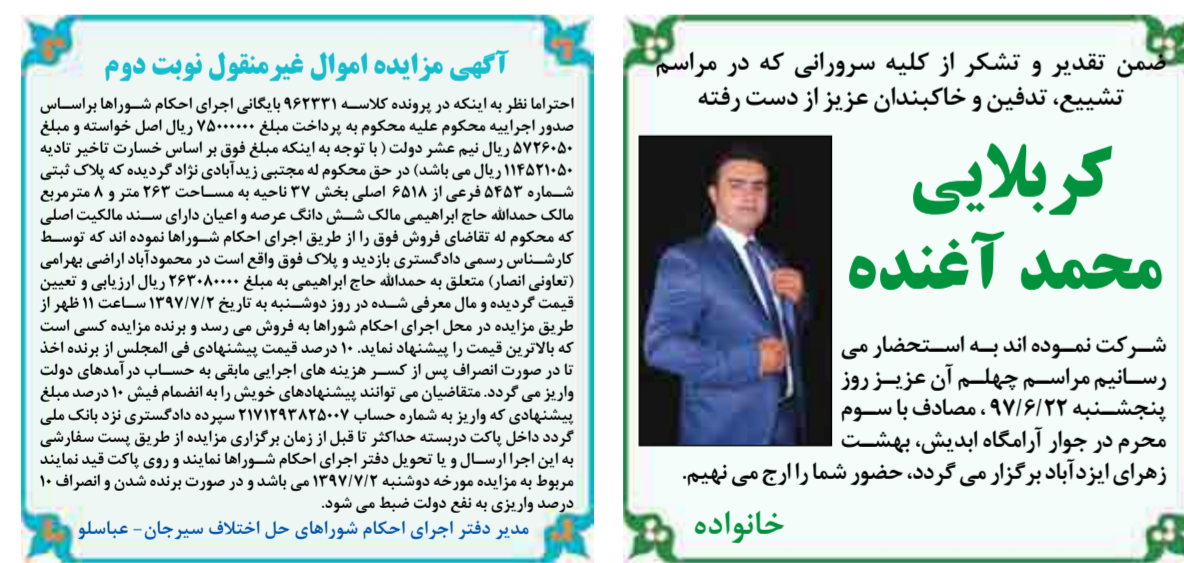 ضمن تقدیر و تشکر از کلیه سرورانی که در مراسم
تشییع، تدفین و خاکبندان عزیز از دست رفته
کربلایی
محمد آغنده
شرکت نموده اند به استحضار می
رسانیم مراسم چهلم آن عزیز روز
پنجشنبه ۹۷/۶/۲۲ ، مصادف با سوم
محرم در جوار آرامگاه ابدیش، بهشت
زهرای ایزدآباد برگزار می گردد، حضور شما را ارج می نهیم.
خانواده
آگهی مزایده اموال غیرمنقول نوبت دوم
احتراما نظر به اینکه در پرونده کلاسه ۹۶۲۳۳۱ بایگانی اجرای احکام شوراها براساس
صدور اجراییه محکوم علیه محکوم به پرداخت مبلغ ۷۵۰۰۰۰۰۰ ریال اصل خواسته و مبلغ
۵۷۲۶۰۵۰ ریال نیم عشر دولت ( با توجه به اینکه مبلغ فوق بر اساس خسارت تاخیر تادیه
۱۱۴۵۲۱۰۵۰ ریال می باشد) در حق محکوم له مجتبی زیدآبادی نژاد گردیده که پلاک ثبتی
شماره ۵۴۵۳ فرعی از ۶۵۱۸ اصلی بخش ۳۷ ناحیه به مساحت ۲۶۳ متر و ۸ مترمربع
مالک حمدالله حاج ابراهیمی مالک شش دانگ عرصه و اعیان دارای سند مالکیت اصلی
که محکوم له تقاضای فروش فوق را از طریق اجرای احکام شوراها نموده اند که توسط
کارشناس رسمی دادگستری بازدید و پلاک فوق واقع است در محمودآباد اراضی بهرامی
(تعاونی انصار) متعلق به حمدالله حاج ابراهیمی به مبلغ ۲۶۳۰۸۰۰۰۰ ریال ارزیابی و تعیین
قیمت گردیده و مال معرفی شده در روز دوشنبه به تاریخ ۱۳۹۷/۷/۲ ساعت ۱۱ ظهر از
طریق مزایده در محل اجرای احکام شوراها به فروش می رسد و برنده مزایده کسی است
که بالاترین قیمت را پیشنهاد نماید. ۱۰ درصد قیمت پیشنهادی فی المجلس از برنده اخذ
تا در صورت انصراف پس از کسر هزینه های اجرایی مابقی به حساب درآمدهای دولت
واریز می گردد. متقاضیان می توانند پیشنهادهای خویش را به انضمام فیش ۱۰ درصد مبلغ
پیشنهادی که واریز به شماره حساب ۲۱۷۱۲۹۳۸۲۵۰۰۷ سپرده دادگستری نزد بانک ملی
گردد داخل پاکت دربسته حداکثر تا قبل از زمان برگزاری مزایده از طریق پست سفارشی
به این اجرا ارسال و یا تحویل دفتر اجرای احکام شوراها نمایند و روی پاکت قید نمایند
مربوط به مزایده مورخه دوشنبه ۱۳۹۷/۷/۲ می باشد و در صورت برنده شدن و انصراف ۱۰
درصد واریزی به نفع دولت ضبط می شود.
مدیر دفتر اجرای احکام شوراهای حل اختلاف سیرجان - عباسلو